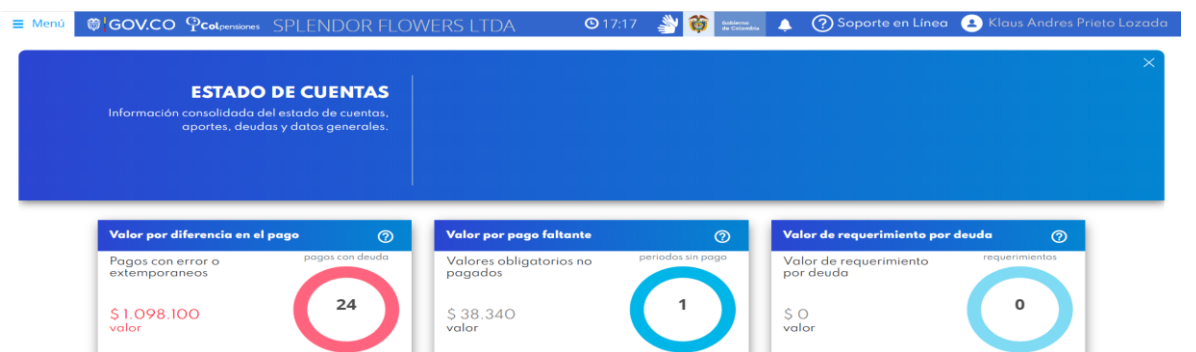 Menú GOV.CO Colpensiones SPLENDOR FLOWERS LTDA 17:17 Gobierno de Colombia Soporte en Línea Klaus Andres Prieto Lozada
ESTADO DE CUENTAS
Información consolidada del estado de cuentas,
aportes, deudas y datos generales.
Valor por diferencia en el pago
pagos con deuda
Pagos con error o
extemporaneos
24
$ 1.098.100
valor
Valor por pago faltante
periodos sin pago
Valores obligatorios no
pagados
1
$ 38.340
valor
Valor de requerimiento por deuda
requerimientos
Valor de requerimiento
por deuda
0
$ 0
valor